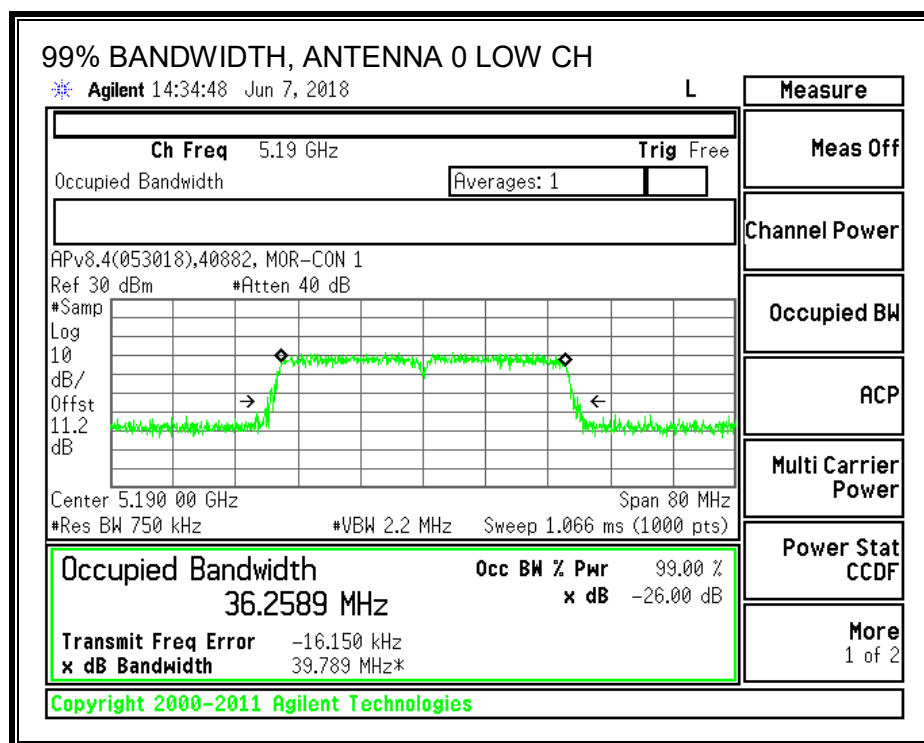 99% BANDWIDTH, ANTENNA 0 LOW CH
Agilent 14:34:48 Jun 7, 2018 L
Ch Freq 5.19 GHz Trig Free
Occupied Bandwidth Averages: 1
APv8.4(053018),40882, MOR-CON 1
Ref 30 dBm #Atten 40 dB
#Samp
Log
10
dB/
Offst
11.2
dB
→ ←
Center 5.190 00 GHz Span 80 MHz
#Res BW 750 kHz #VBW 2.2 MHz Sweep 1.066 ms (1000 pts)
Occupied Bandwidth Occ BW % Pwr 99.00 %
36.2589 MHz x dB -26.00 dB
Transmit Freq Error -16.150 kHz
x dB Bandwidth 39.789 MHz*
Copyright 2000-2011 Agilent Technologies
Measure
Meas Off
Channel Power
Occupied BW
ACP
Multi Carrier
Power
Power Stat
CCDF
More
1 of 2